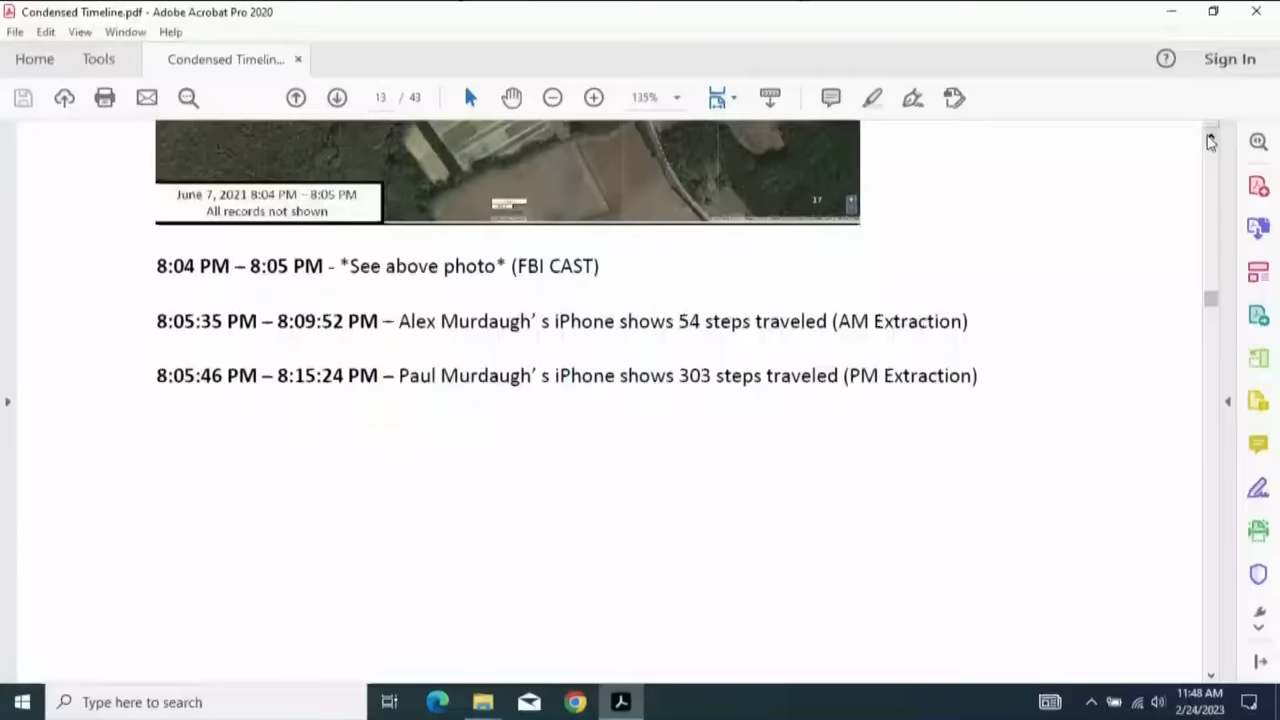 Condensed Timeline.pdf - Adobe Acrobat Pro 2020
File Edit View Window Help
Home Tools Condensed Timelin... × Sign In
13 / 43 135%
June 7, 2021 8:04 PM – 8:05 PM
All records not shown
17
8:04 PM – 8:05 PM - *See above photo* (FBI CAST)
8:05:35 PM – 8:09:52 PM – Alex Murdaugh' s iPhone shows 54 steps traveled (AM Extraction)
8:05:46 PM – 8:15:24 PM – Paul Murdaugh' s iPhone shows 303 steps traveled (PM Extraction)
Type here to search
11:48 AM
2/24/2023